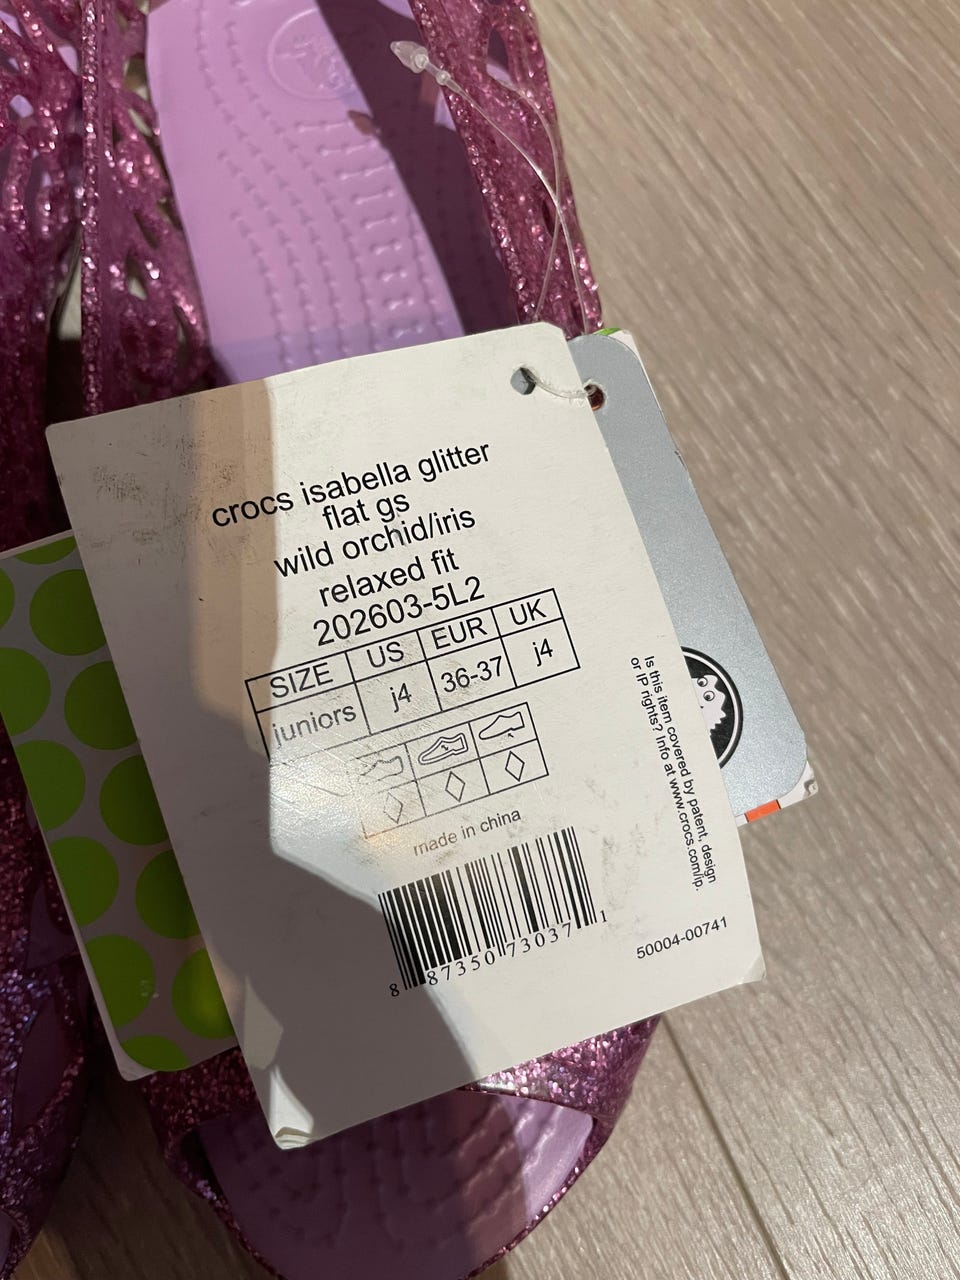 crocs isabella glitter
flat gs
wild orchid/iris
relaxed fit
202603-5L2
SIZE US EUR UK
juniors j4 36-37 j4
made in china
8 87350 73037 1
Is this item covered by patent, design
or IP rights? Info at www.crocs.com/ip.
50004-00741